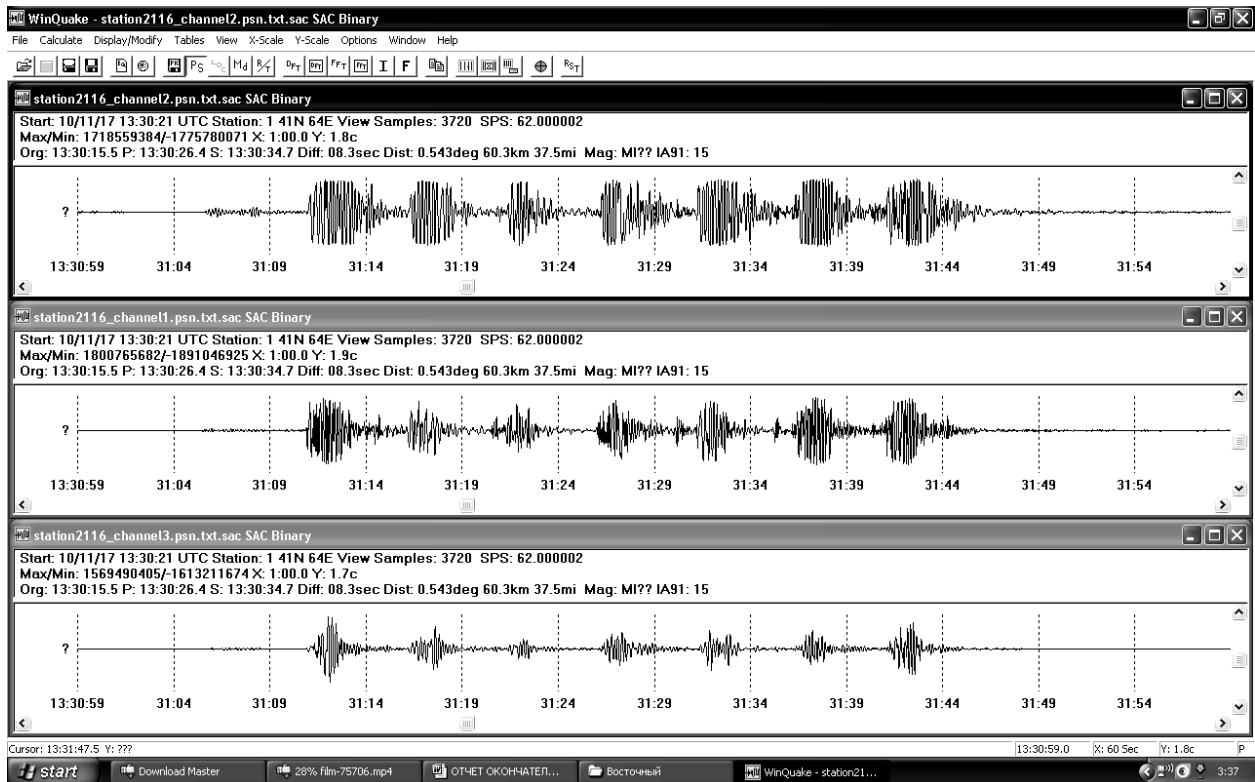 WinQuake - station2116_channel2.psn.txt.sac SAC Binary
File Calculate Display/Modify Tables View X-Scale Y-Scale Options Window Help
PS Loc Md R/T DFT DFT FFT FFT I F RST
station2116_channel2.psn.txt.sac SAC Binary
Start: 10/11/17 13:30:21 UTC Station: 1 41N 64E View Samples: 3720 SPS: 62.000002
Max/Min: 1718559384/-1775780071 X: 1:00.0 Y: 1.8c
Org: 13:30:15.5 P: 13:30:26.4 S: 13:30:34.7 Diff: 08.3sec Dist: 0.543deg 60.3km 37.5mi Mag: Ml?? IA91: 15
?
13:30:59 31:04 31:09 31:14 31:19 31:24 31:29 31:34 31:39 31:44 31:49 31:54
station2116_channel1.psn.txt.sac SAC Binary
Start: 10/11/17 13:30:21 UTC Station: 1 41N 64E View Samples: 3720 SPS: 62.000002
Max/Min: 1800765682/-1891046925 X: 1:00.0 Y: 1.9c
Org: 13:30:15.5 P: 13:30:26.4 S: 13:30:34.7 Diff: 08.3sec Dist: 0.543deg 60.3km 37.5mi Mag: Ml?? IA91: 15
?
13:30:59 31:04 31:09 31:14 31:19 31:24 31:29 31:34 31:39 31:44 31:49 31:54
station2116_channel3.psn.txt.sac SAC Binary
Start: 10/11/17 13:30:21 UTC Station: 1 41N 64E View Samples: 3720 SPS: 62.000002
Max/Min: 1569490405/-1613211674 X: 1:00.0 Y: 1.7c
Org: 13:30:15.5 P: 13:30:26.4 S: 13:30:34.7 Diff: 08.3sec Dist: 0.543deg 60.3km 37.5mi Mag: Ml?? IA91: 15
?
13:30:59 31:04 31:09 31:14 31:19 31:24 31:29 31:34 31:39 31:44 31:49 31:54
Cursor: 13:31:47.5 Y: ??? 13:30:59.0 X: 60 Sec Y: 1.8c P
start Download Master 28% film-75706.mp4 ОТЧЕТ ОКОНЧАТЕЛ... Восточный WinQuake - station21... 3:37